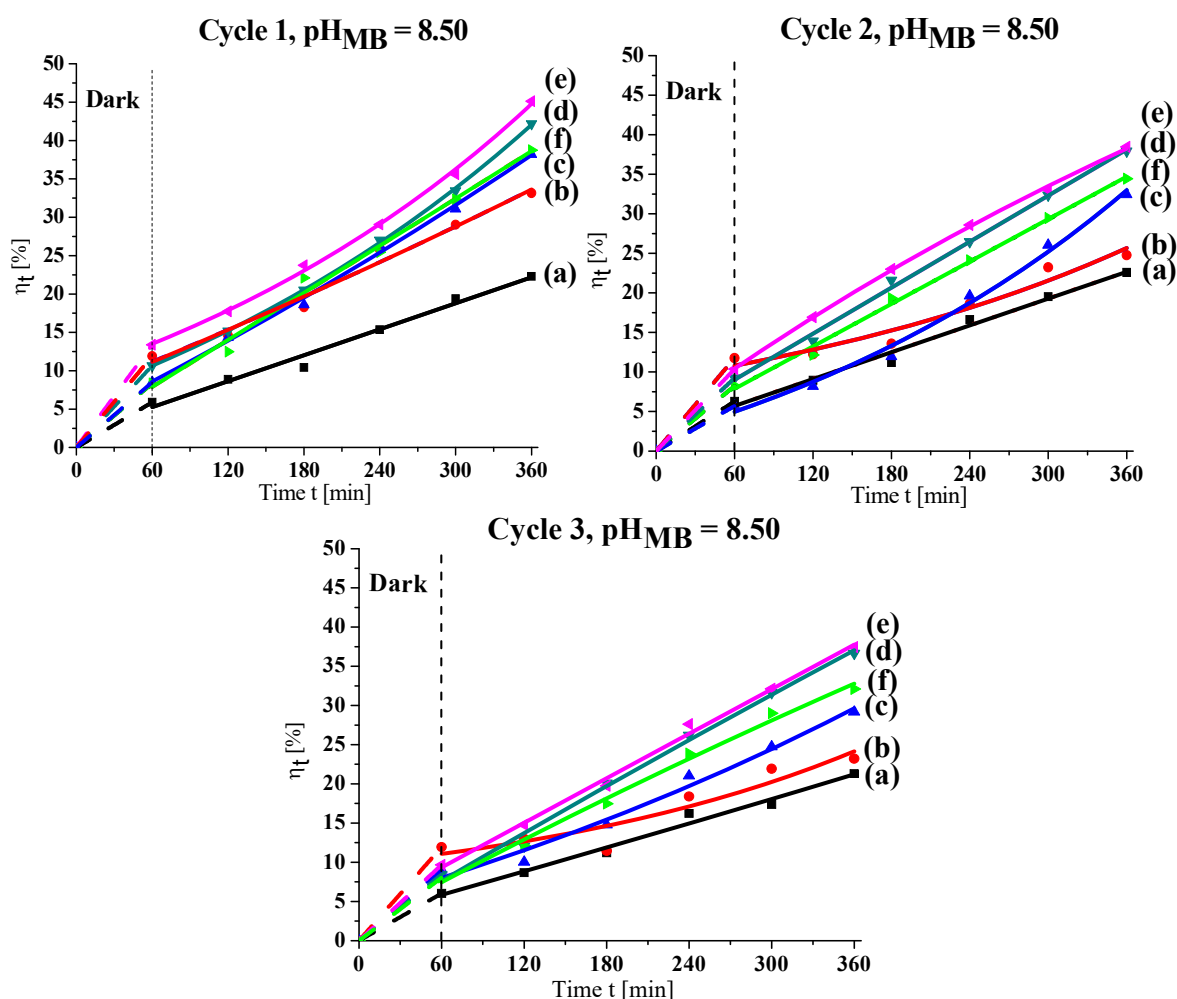 Cycle 1, pHMB = 8.50
50
45
40
35
30
25
20
15
10
5
0
ηt [%]
Dark
(e)
(d)
(f)
(c)
(b)
(a)
0 60 120 180 240 300 360
Time t [min]
Cycle 2, pHMB = 8.50
50
45
40
35
30
25
20
15
10
5
0
ηt [%]
Dark
(e)
(d)
(f)
(c)
(b)
(a)
0 60 120 180 240 300 360
Time t [min]
Cycle 3, pHMB = 8.50
50
45
40
35
30
25
20
15
10
5
0
ηt [%]
Dark
(e)
(d)
(f)
(c)
(b)
(a)
0 60 120 180 240 300 360
Time t [min]